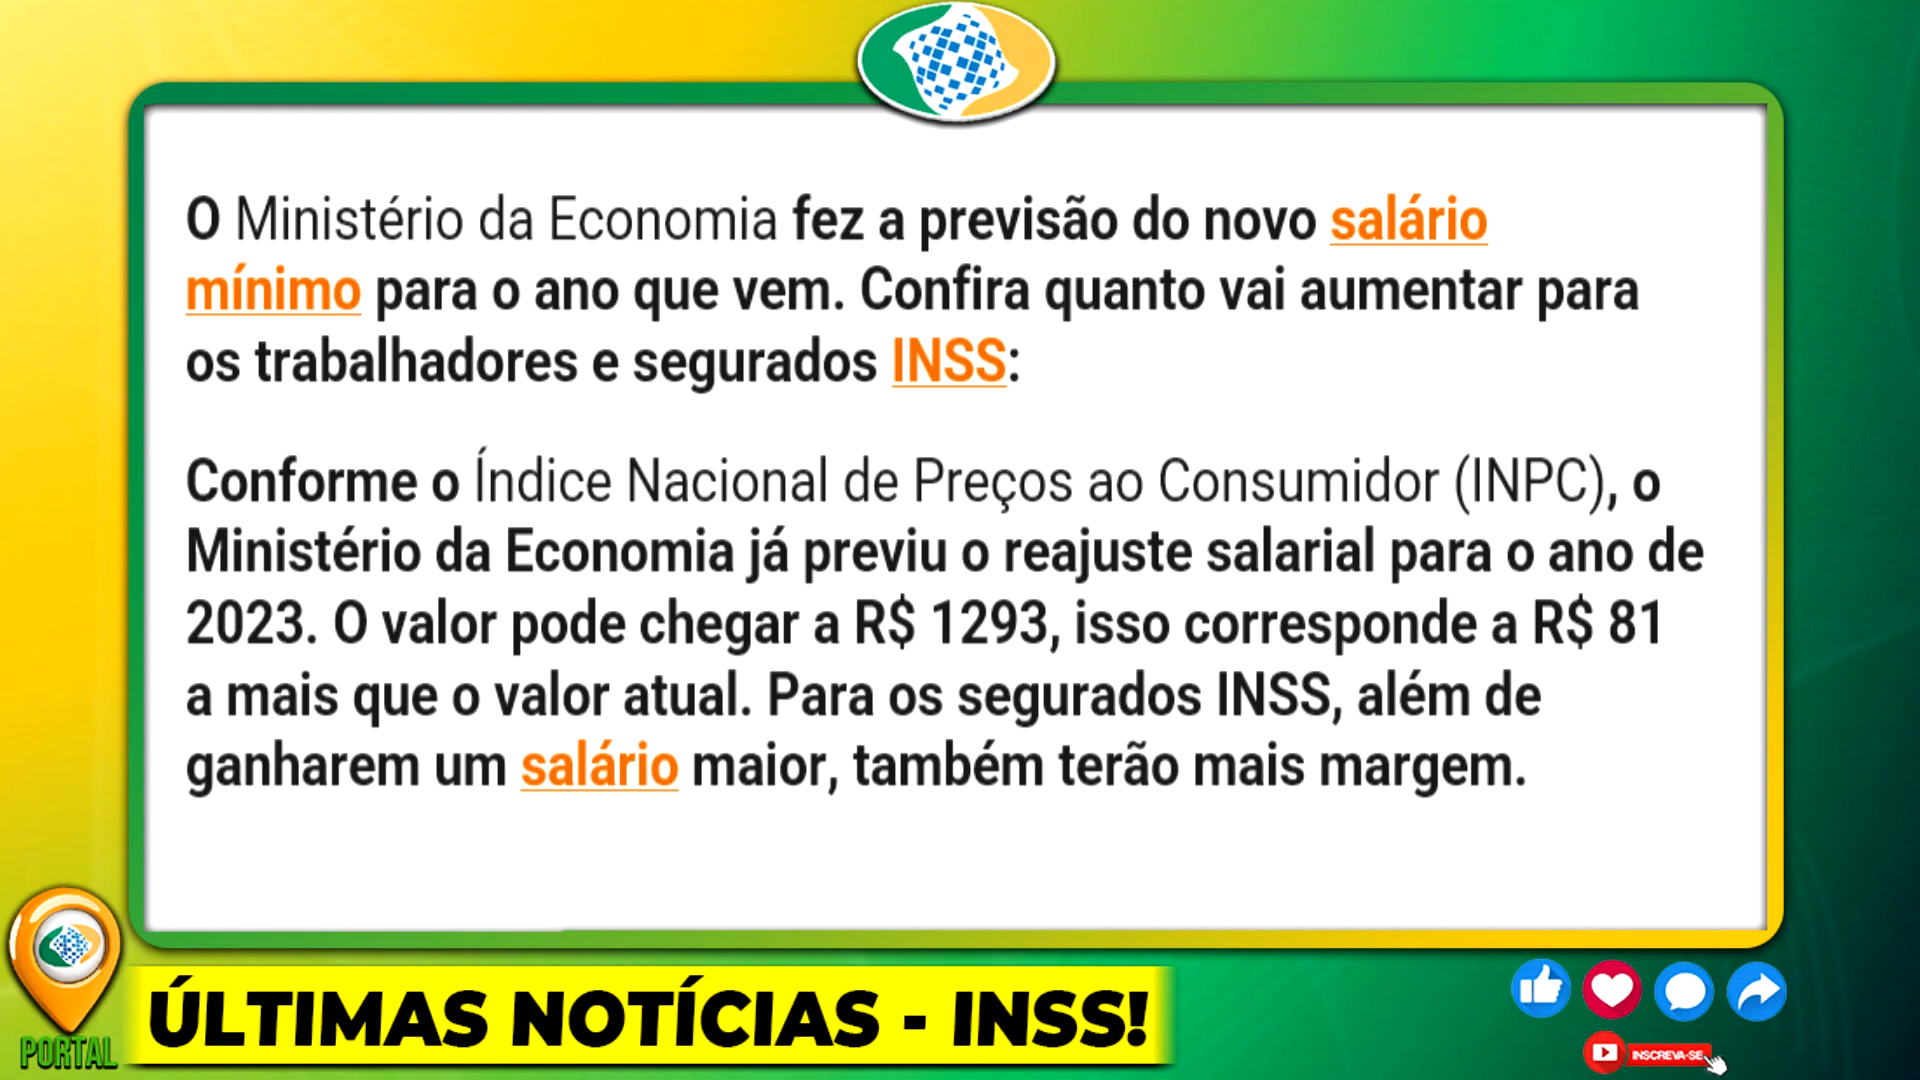 O Ministério da Economia fez a previsão do novo salário
mínimo para o ano que vem. Confira quanto vai aumentar para
os trabalhadores e segurados INSS:
Conforme o Índice Nacional de Preços ao Consumidor (INPC), o
Ministério da Economia já previu o reajuste salarial para o ano de
2023. O valor pode chegar a R$ 1293, isso corresponde a R$ 81
a mais que o valor atual. Para os segurados INSS, além de
ganharem um salário maior, também terão mais margem.
ÚLTIMAS NOTÍCIAS - INSS!
PORTAL
INSCREVA-SE